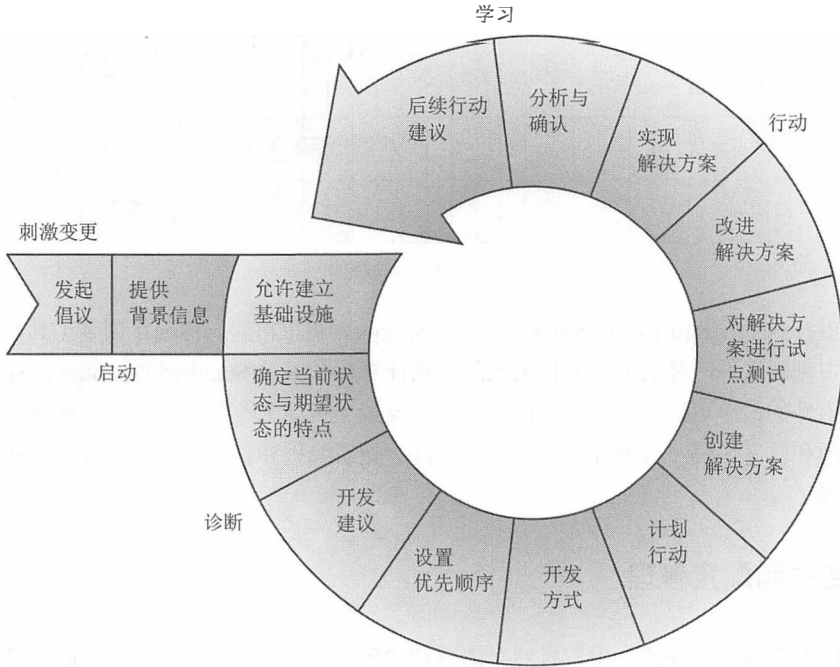 学习
后续行动
建议
分析与
确认
实现
解决方案
行动
改进
解决方案
对解决方
案进行试
点测试
创建
解决方案
计划
行动
开发
方式
设置
优先顺序
开发
建议
诊断
确定当前状
态与期望状
态的特点
刺激变更
发起
倡议
提供
背景信息
允许建立
基础设施
启动